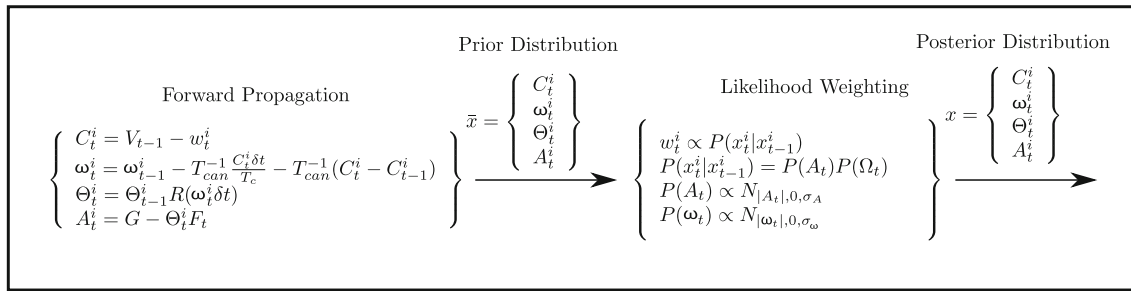 Forward Propagation
C_t^i = V_{t-1} − w_t^i
ω_t^i = ω_{t-1}^i − T_{can}^{-1} \frac{C_t^i δt}{T_c} − T_{can}^{-1}(C_t^i − C_{t-1}^i)
Θ_t^i = Θ_{t-1}^i R(ω_t^i δt)
A_t^i = G − Θ_t^i F_t
Prior Distribution
x̄ = { C_t^i
ω_t^i
Θ_t^i
A_t^i }
Likelihood Weighting
w_t^i ∝ P(x_t^i|x_{t-1}^i)
P(x_t^i|x_{t-1}^i) = P(A_t)P(Ω_t)
P(A_t) ∝ N_{|A_t|,0,σ_A}
P(ω_t) ∝ N_{|ω_t|,0,σ_ω}
Posterior Distribution
x = { C_t^i
ω_t^i
Θ_t^i
A_t^i }